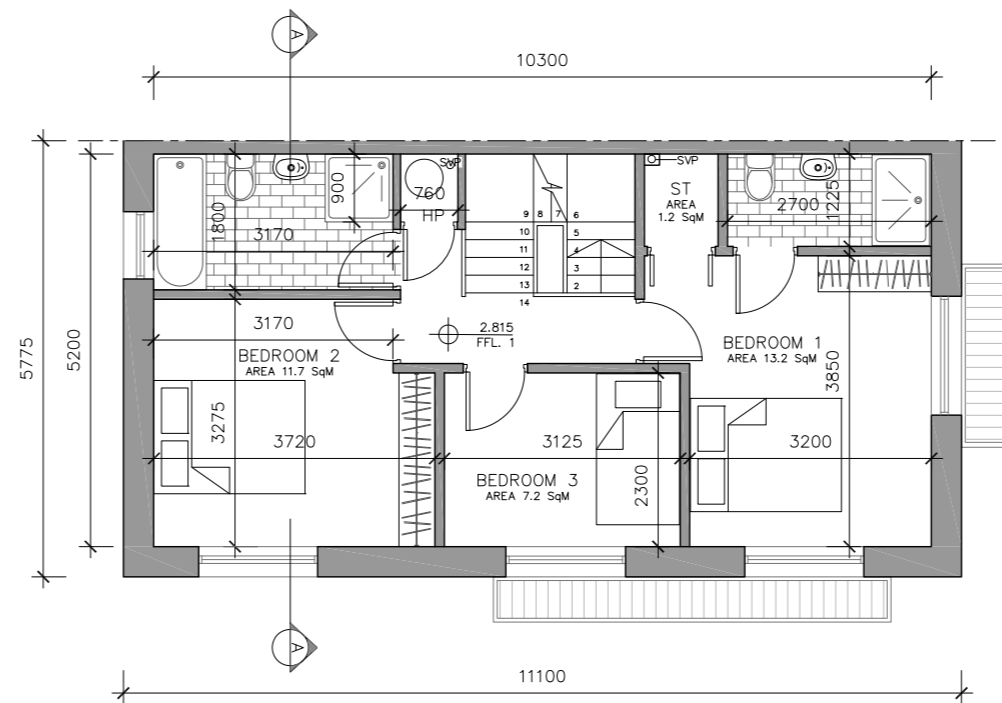 A
10300
SVP
SVP
900
760
HP
ST
AREA
1.2 SqM
2700
1225
1800
3170
9 8 7 6
10 5
11 4
12 3
13 2
14
5775
5200
3170
2.815
FFL. 1
BEDROOM 2
AREA 11.7 SqM
BEDROOM 1
AREA 13.2 SqM
3850
3275
3720
3125
3200
BEDROOM 3
AREA 7.2 SqM
2300
A
11100